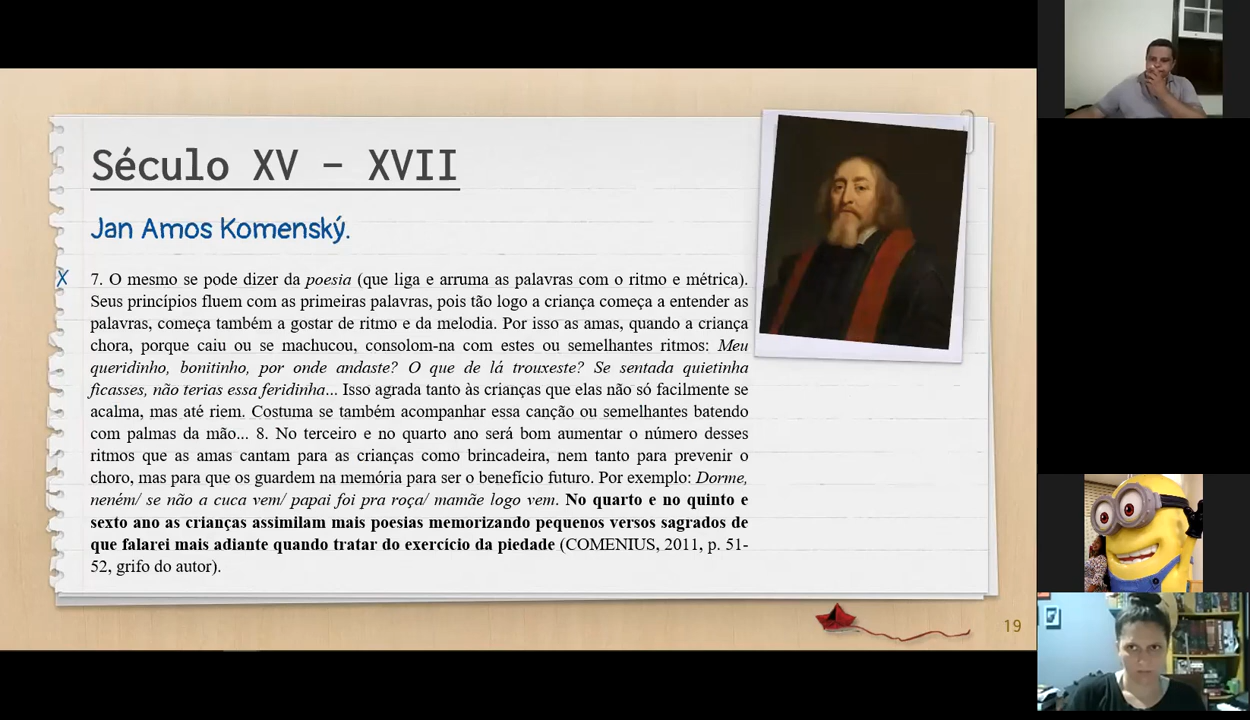 Século XV – XVII
Jan Amos Komenský.
X
7. O mesmo se pode dizer da poesia (que liga e arruma as palavras com o ritmo e métrica).
Seus princípios fluem com as primeiras palavras, pois tão logo a criança começa a entender as
palavras, começa também a gostar de ritmo e da melodia. Por isso as amas, quando a criança
chora, porque caiu ou se machucou, consolom-na com estes ou semelhantes ritmos: Meu
queridinho, bonitinho, por onde andaste? O que de lá trouxeste? Se sentada quietinha
ficasses, não terias essa feridinha... Isso agrada tanto às crianças que elas não só facilmente se
acalma, mas até riem. Costuma se também acompanhar essa canção ou semelhantes batendo
com palmas da mão... 8. No terceiro e no quarto ano será bom aumentar o número desses
ritmos que as amas cantam para as crianças como brincadeira, nem tanto para prevenir o
choro, mas para que os guardem na memória para ser o benefício futuro. Por exemplo: Dorme,
neném/ se não a cuca vem/ papai foi pra roça/ mamãe logo vem. No quarto e no quinto e
sexto ano as crianças assimilam mais poesias memorizando pequenos versos sagrados de
que falarei mais adiante quando tratar do exercício da piedade (COMENIUS, 2011, p. 51-
52, grifo do autor).
19